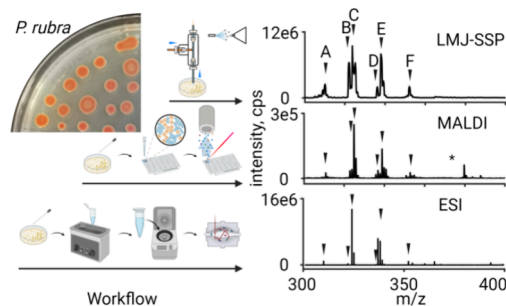 P. rubra
Workflow
intensity, cps
12e6
0
LMJ-SSP
A
B
C
D
E
F
3e5
0
MALDI
*
16e6
0
ESI
300
350
400
m/z